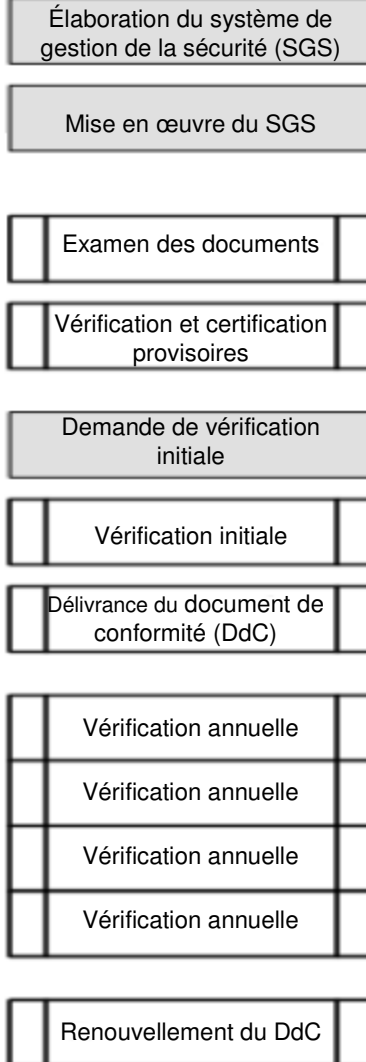 Élaboration du système de
gestion de la sécurité (SGS)
Mise en œuvre du SGS
Examen des documents
Vérification et certification
provisoires
Demande de vérification
initiale
Vérification initiale
Délivrance du document de
conformité (DdC)
Vérification annuelle
Vérification annuelle
Vérification annuelle
Vérification annuelle
Renouvellement du DdC